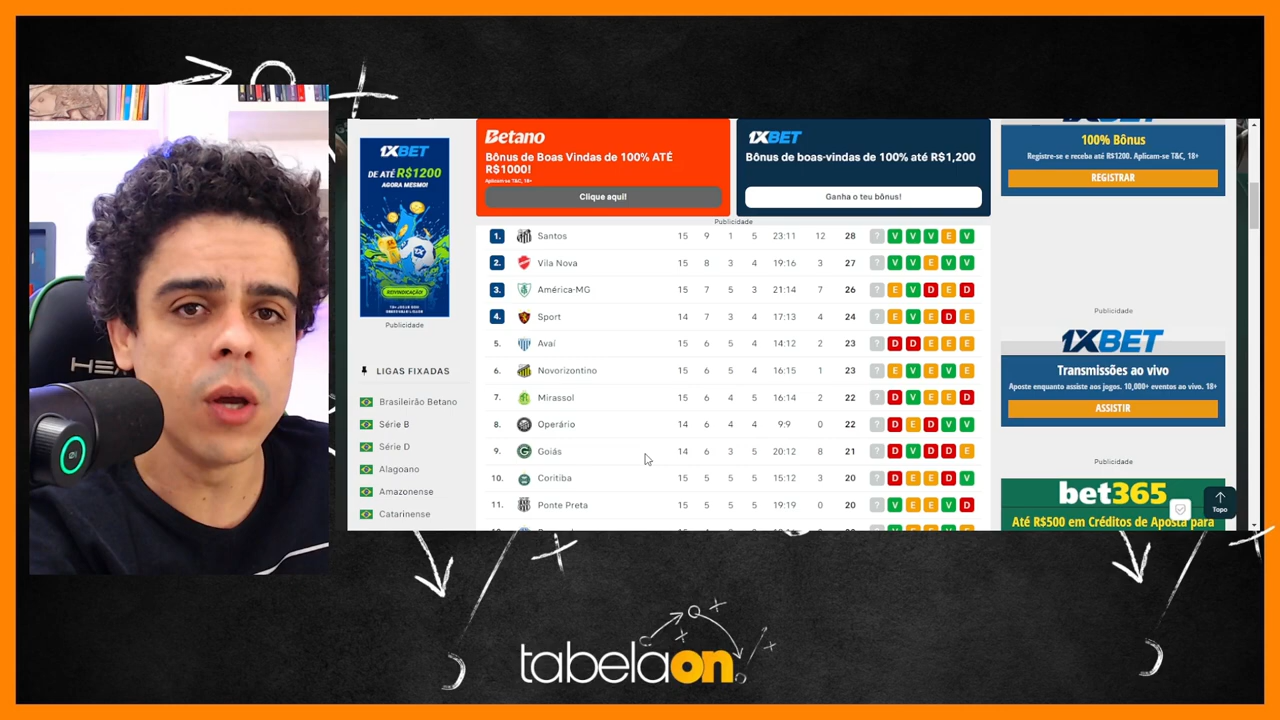 HE
1XBET
DE ATÉ R$1200
AGORA MESMO!
REIVINDICAÇÃO!
Publicidade
LIGAS FIXADAS
Brasileirão Betano
Série B
Série D
Alagoano
Amazonense
Catarinense
Betano
Bônus de Boas Vindas de 100% ATÉ
R$1000!
Aplicam-se T&C, 18+
Clique aqui!
1XBET
Bônus de boas-vindas de 100% até R$1,200
Ganha o teu bônus!
Publicidade
1. Santos 15 9 1 5 23:11 12 28 ? V V V E V
2. Vila Nova 15 8 3 4 19:16 3 27 ? V V E V V
3. América-MG 15 7 5 3 21:14 7 26 ? E V D E D
4. Sport 14 7 3 4 17:13 4 24 ? E V E D E
5. Avaí 15 6 5 4 14:12 2 23 ? D D E E E
6. Novorizontino 15 6 5 4 16:15 1 23 ? E V E V E
7. Mirassol 15 6 4 5 16:14 2 22 ? D V E E D
8. Operário 14 6 4 4 9:9 0 22 ? D E D V V
9. Goiás 14 6 3 5 20:12 8 21 ? D V D D E
10. Coritiba 15 5 5 5 15:12 3 20 ? D E E D V
11. Ponte Preta 15 5 5 5 19:19 0 20 ? V E E V D
100% Bônus
Registre-se e receba até R$1200. Aplicam-se T&C, 18+
REGISTRAR
Publicidade
1XBET
Transmissões ao vivo
Aposte enquanto assiste aos jogos. 10,000+ eventos ao vivo. 18+
ASSISTIR
Publicidade
bet365
Até R$500 em Créditos de Aposta para
Topo
tabelaon